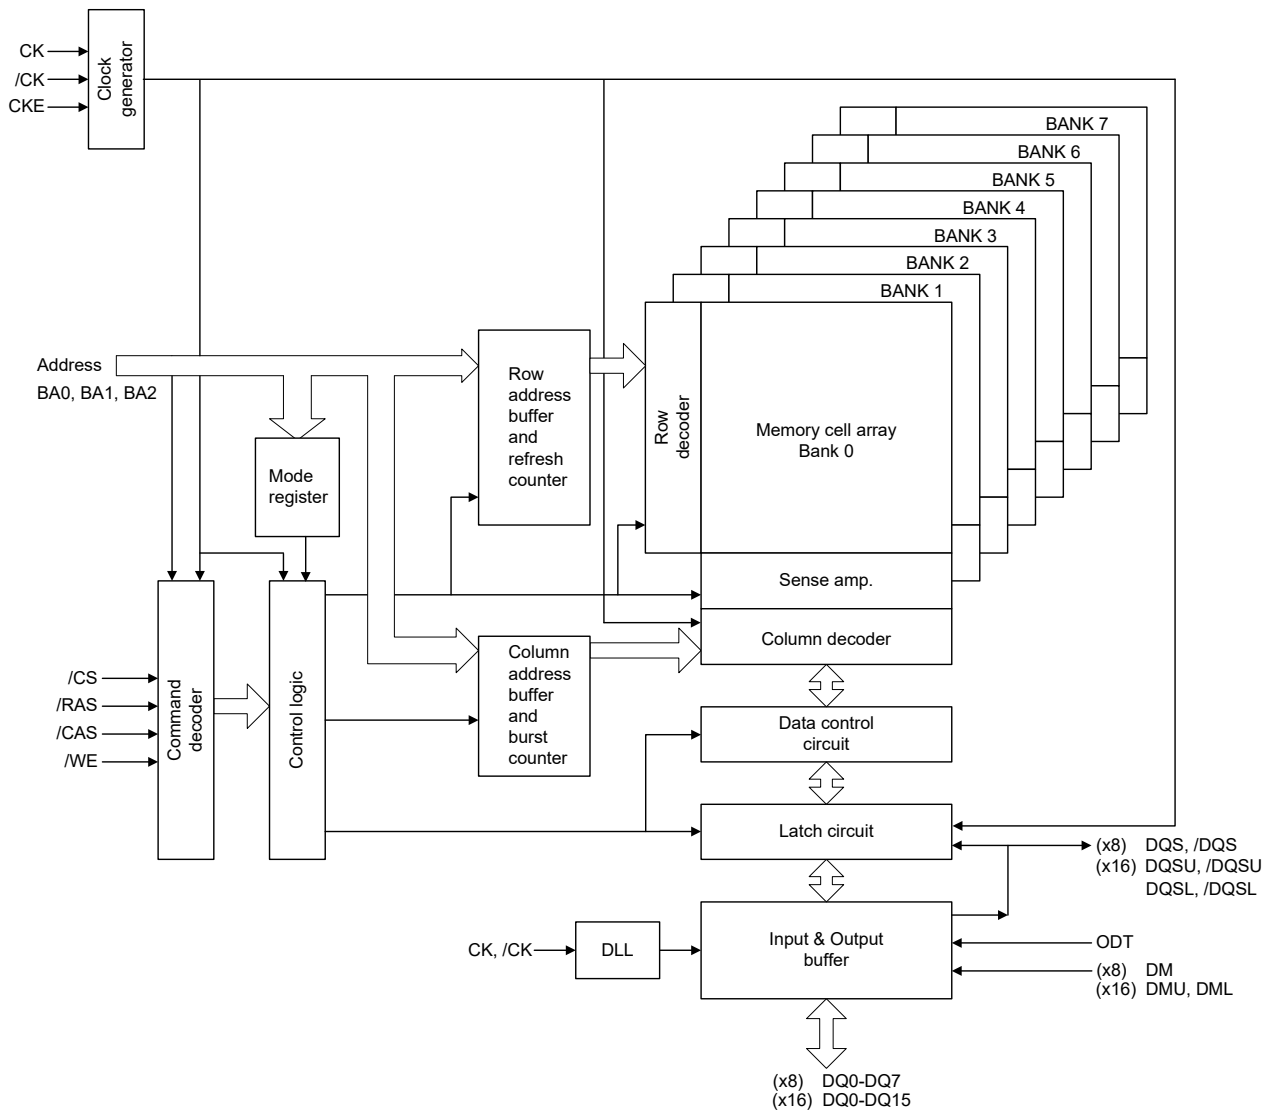 CK
/CK
CKE
Clock
generator
BANK 7
BANK 6
BANK 5
BANK 4
BANK 3
BANK 2
BANK 1
Address
BA0, BA1, BA2
Row
address
buffer
and
refresh
counter
Row
decoder
Memory cell array
Bank 0
Mode
register
Sense amp.
Column decoder
/CS
/RAS
/CAS
/WE
Command
decoder
Control logic
Column
address
buffer
and
burst
counter
Data control
circuit
Latch circuit
(x8) DQS, /DQS
(x16) DQSU, /DQSU
DQSL, /DQSL
CK, /CK
DLL
Input & Output
buffer
ODT
(x8) DM
(x16) DMU, DML
(x8) DQ0-DQ7
(x16) DQ0-DQ15